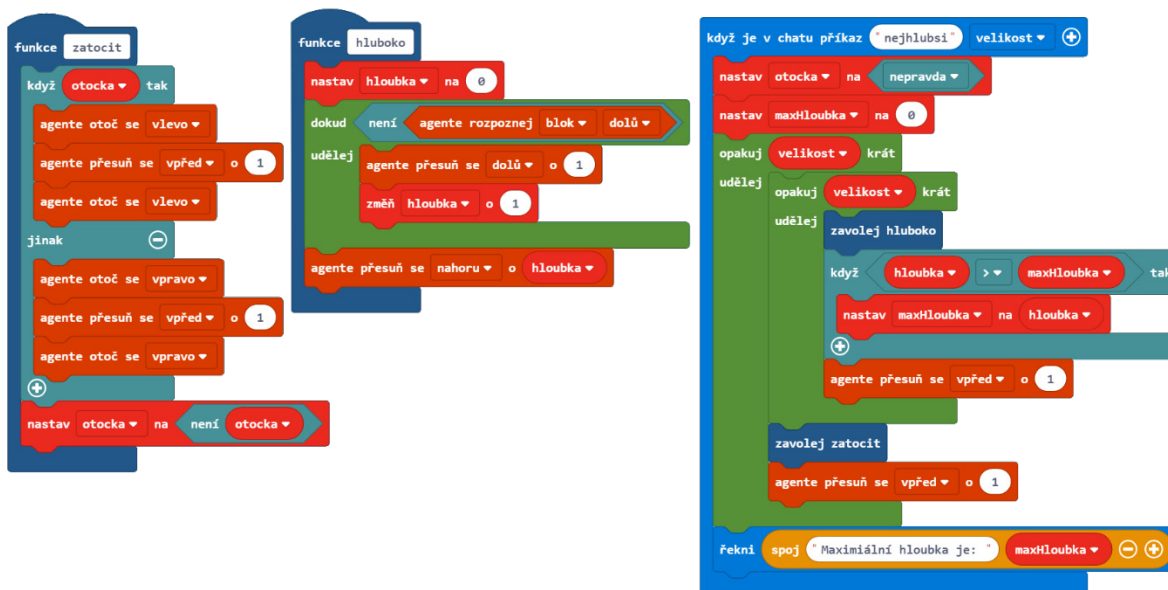 funkce zatocit
když otocka tak
agente otoč se vlevo
agente přesuň se vpřed o 1
agente otoč se vlevo
jinak
agente otoč se vpravo
agente přesuň se vpřed o 1
agente otoč se vpravo
nastav otocka na není otocka
funkce hluboko
nastav hloubka na 0
dokud není agente rozpoznej blok dolů
udělej agente přesuň se dolů o 1
změň hloubka o 1
agente přesuň se nahoru o hloubka
když je v chatu příkaz "nejhlubsi" velikost
nastav otocka na nepravda
nastav maxHloubka na 0
opakuj velikost krát
udělej opakuj velikost krát
udělej zavolej hluboko
když hloubka > maxHloubka tak
nastav maxHloubka na hloubka
agente přesuň se vpřed o 1
zavolej zatocit
agente přesuň se vpřed o 1
řekni spoj "Maximiální hloubka je: " maxHloubka